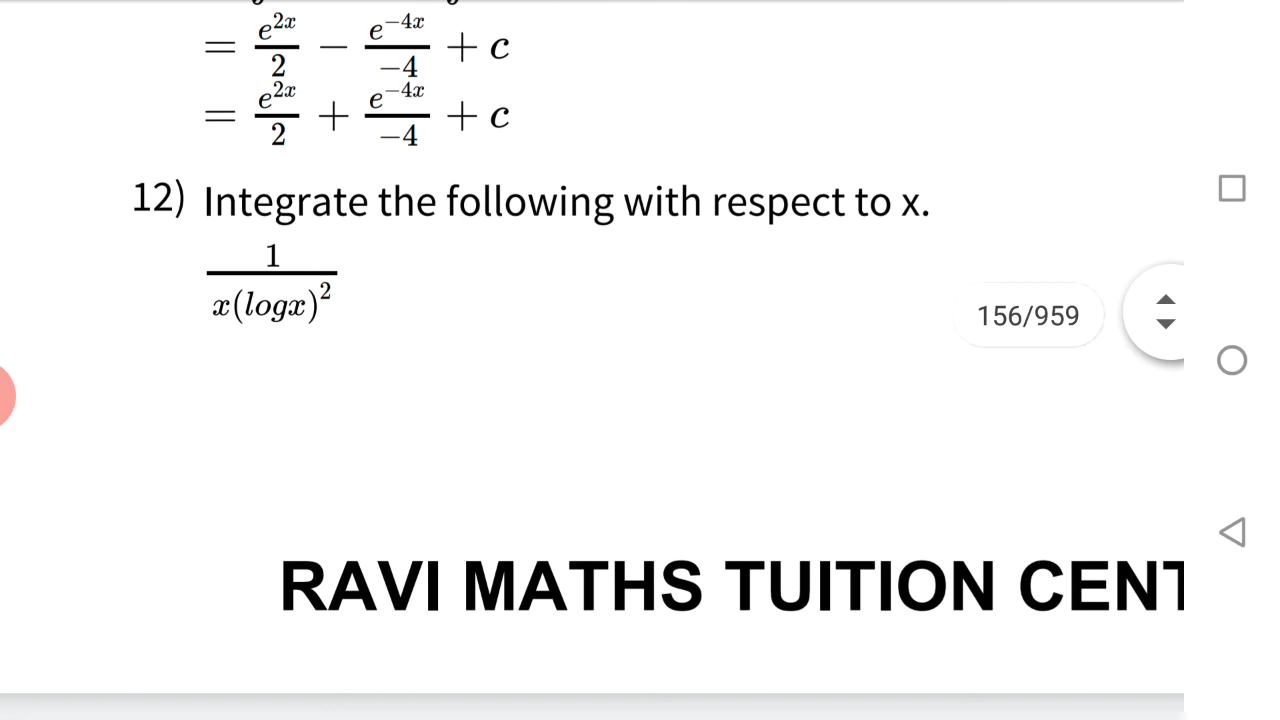 = e^{2x}/2 − e^{−4x}/−4 + c
= e^{2x}/2 + e^{−4x}/−4 + c
12) Integrate the following with respect to x.
1/x(logx)^2
156/959
RAVI MATHS TUITION CENT